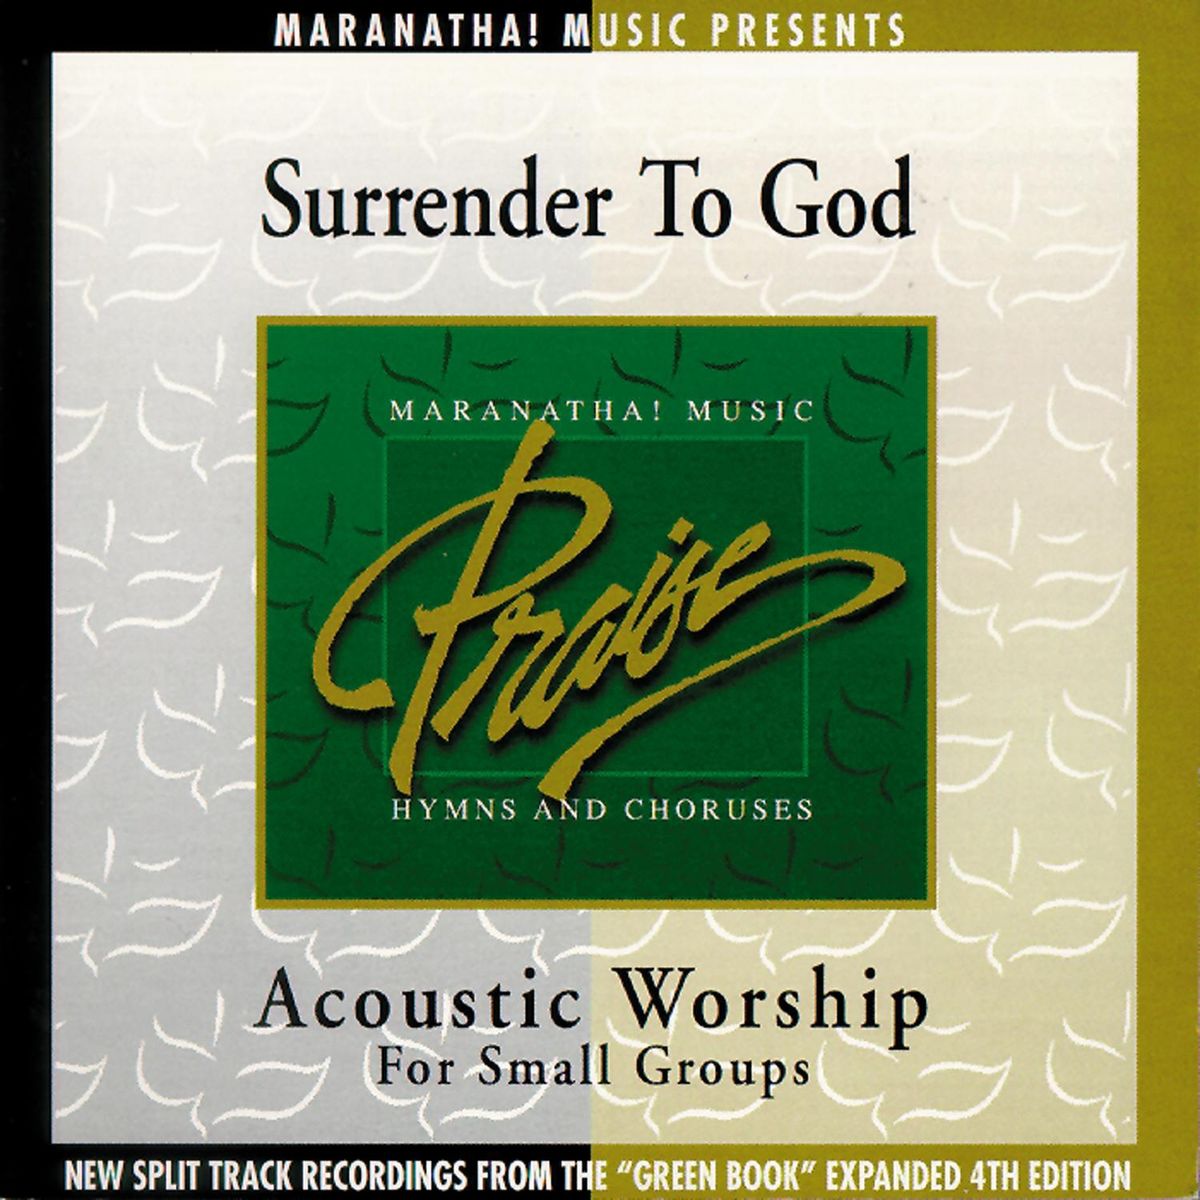 MARANATHA! MUSIC PRESENTS
Surrender To God
MARANATHA! MUSIC
Praise
HYMNS AND CHORUSES
Acoustic Worship
For Small Groups
NEW SPLIT TRACK RECORDINGS FROM THE "GREEN BOOK" EXPANDED 4TH EDITION